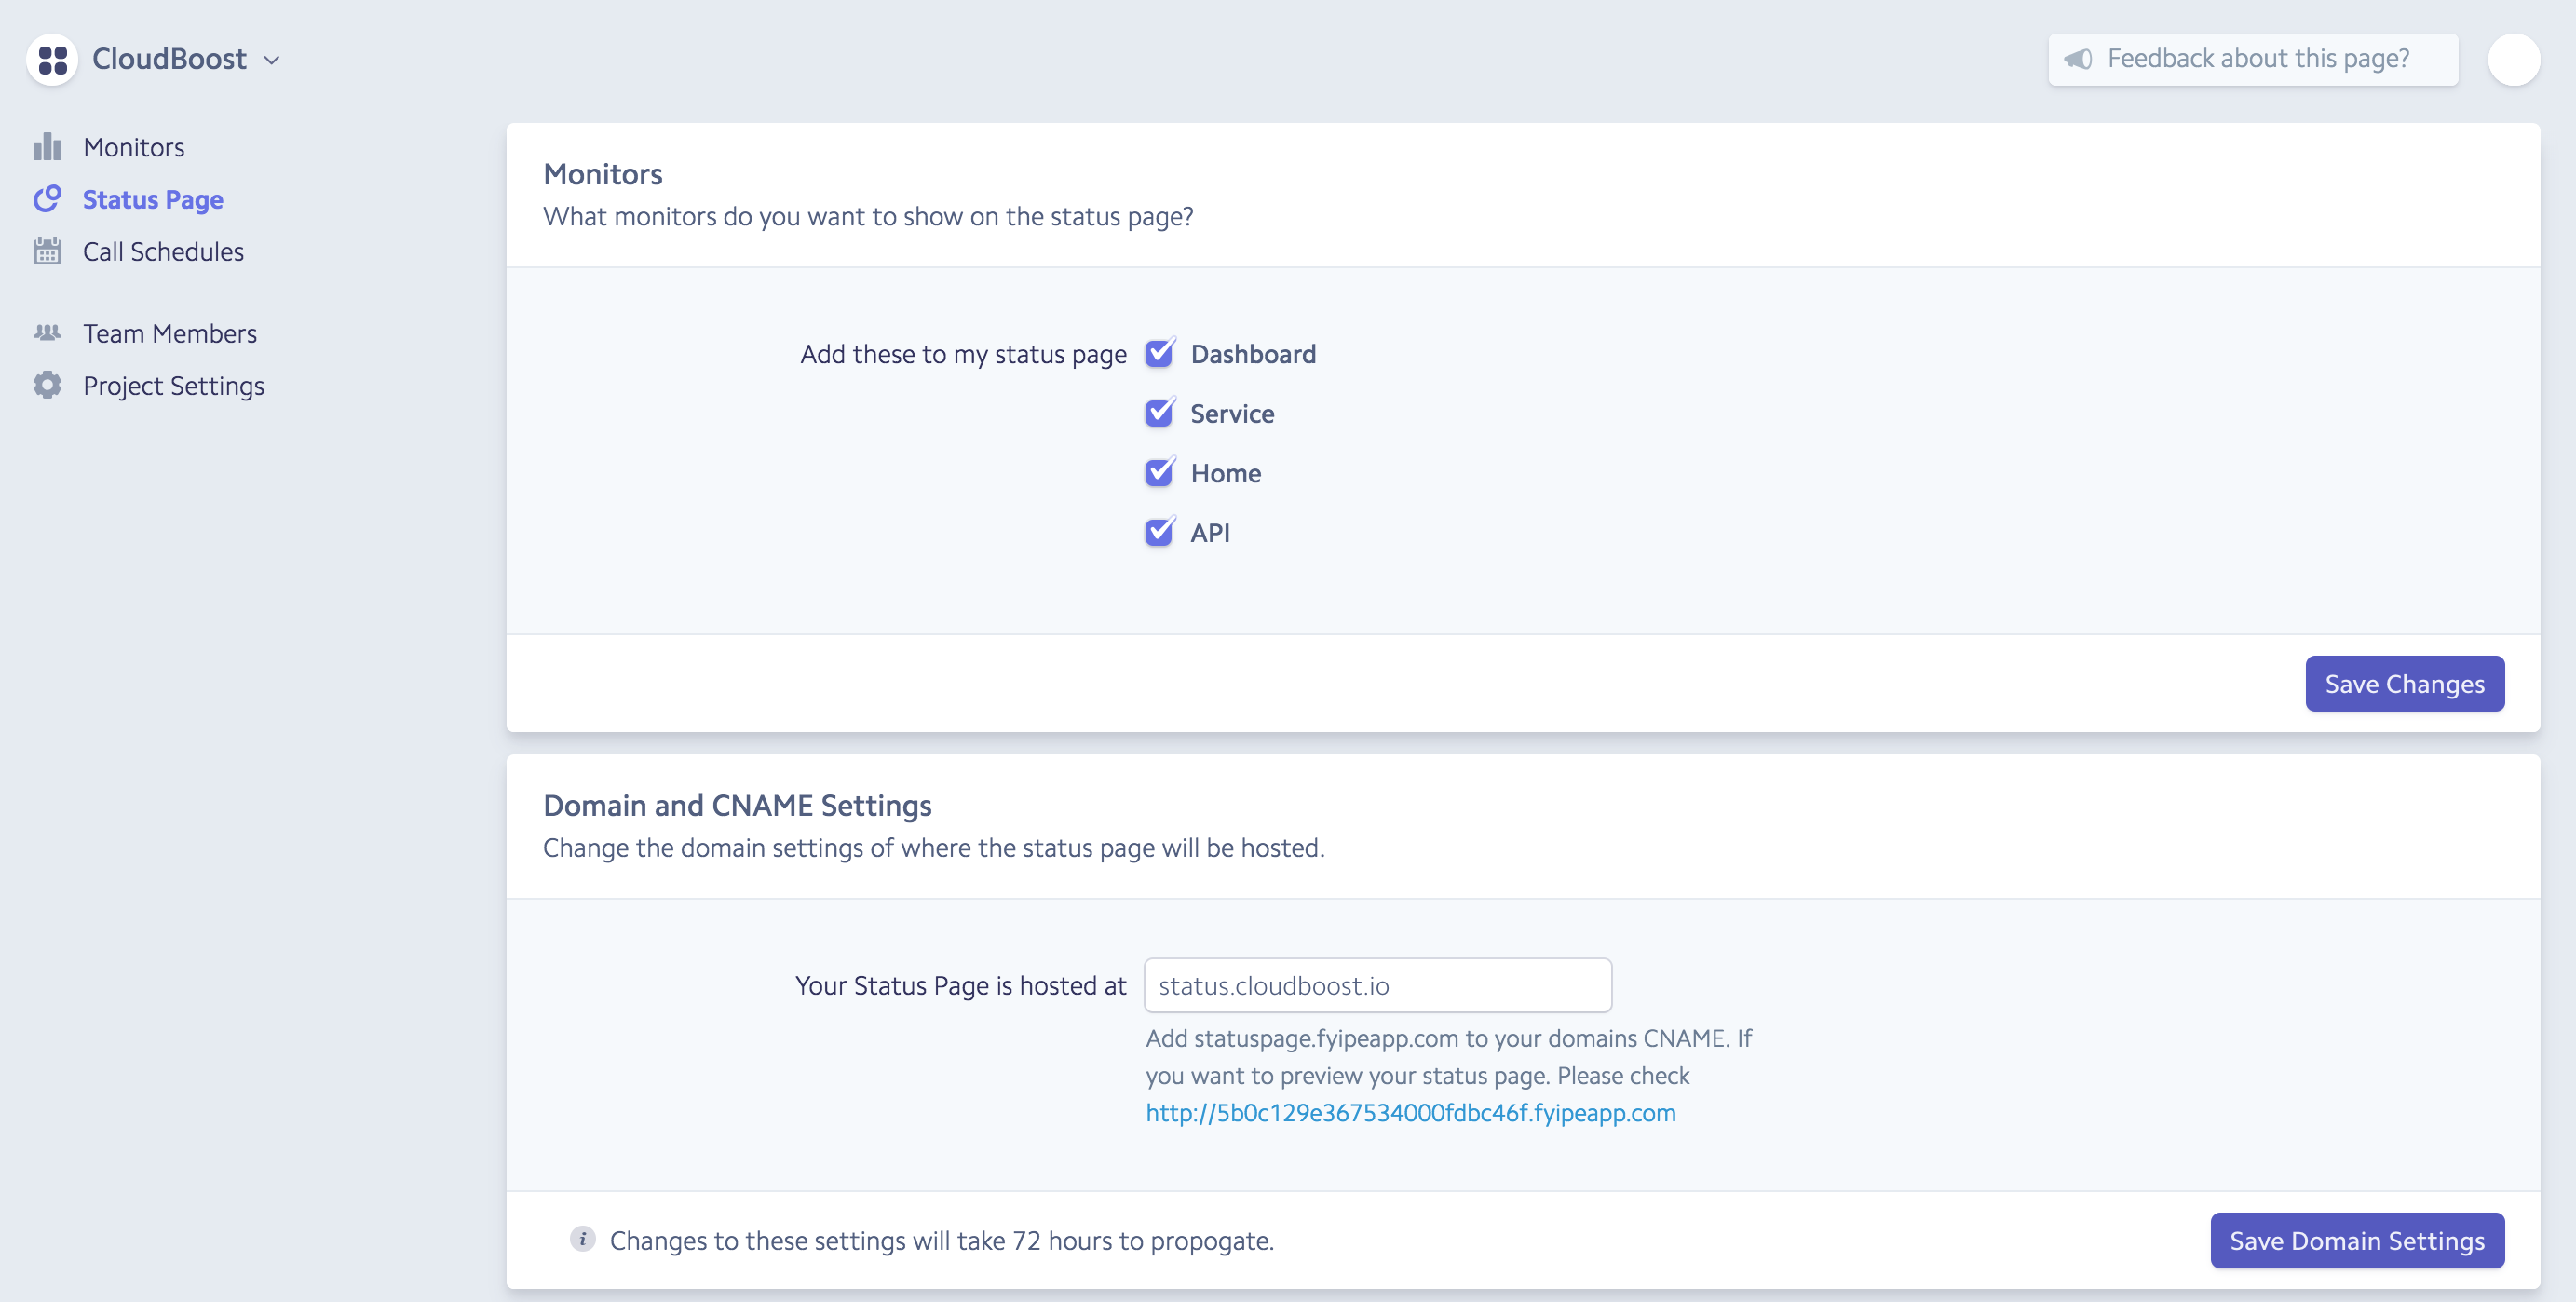 CloudBoost
Feedback about this page?
Monitors
Status Page
Call Schedules
Team Members
Project Settings
Monitors
What monitors do you want to show on the status page?
Add these to my status page
Dashboard
Service
Home
API
Save Changes
Domain and CNAME Settings
Change the domain settings of where the status page will be hosted.
Your Status Page is hosted at
status.cloudboost.io
Add statuspage.fyipeapp.com to your domains CNAME. If
you want to preview your status page. Please check
http://5b0c129e367534000fdbc46f.fyipeapp.com
Changes to these settings will take 72 hours to propogate.
Save Domain Settings